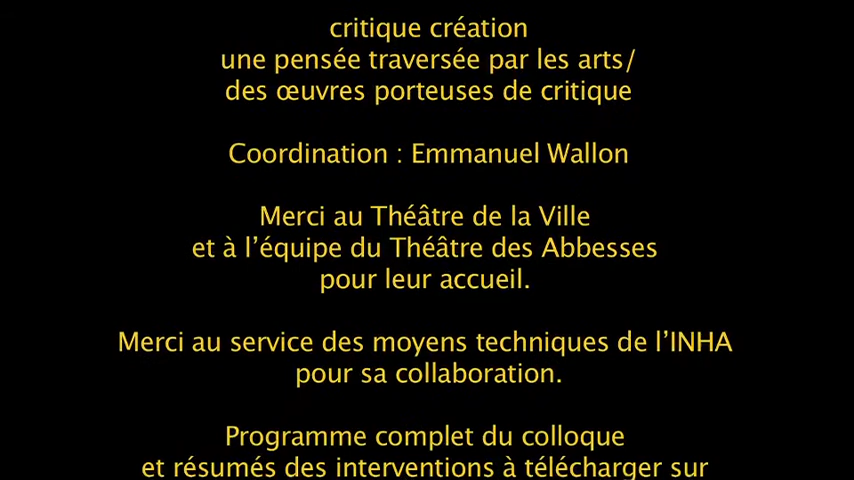 critique création
une pensée traversée par les arts/
des œuvres porteuses de critique
Coordination : Emmanuel Wallon
Merci au Théâtre de la Ville
et à l’équipe du Théâtre des Abbesses
pour leur accueil.
Merci au service des moyens techniques de l’INHA
pour sa collaboration.
Programme complet du colloque
et résumés des interventions à télécharger sur